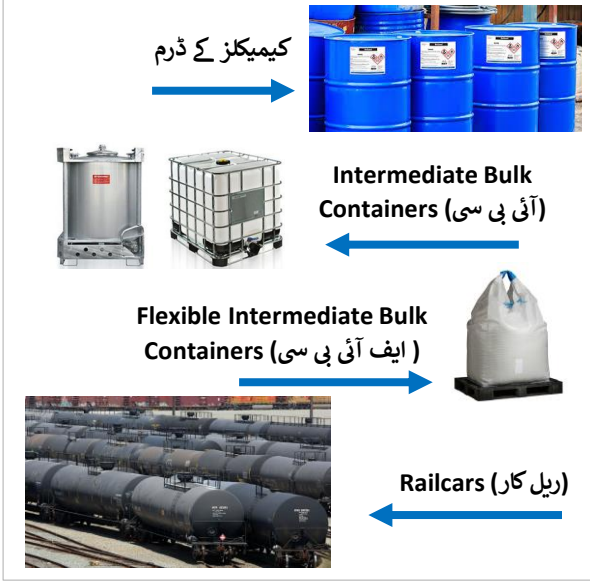 کیمیکلز کے ڈرم
Intermediate Bulk
Containers (آئی بی سی)
Flexible Intermediate Bulk
Containers (ایف آئی بی سی )
Railcars (ریل کار)